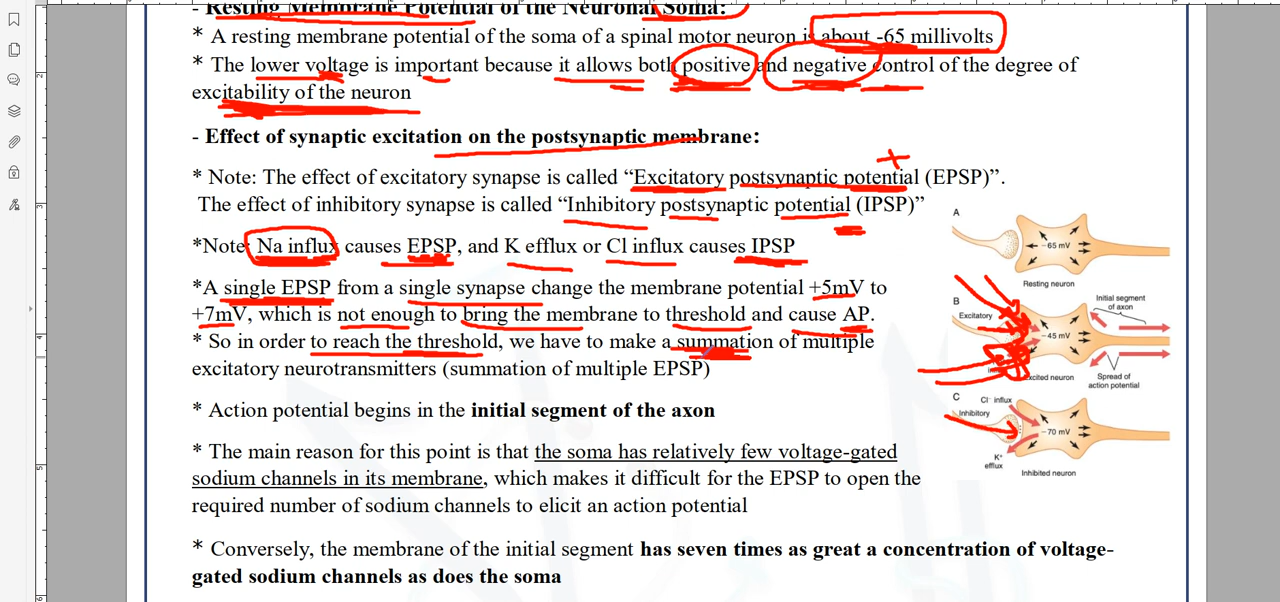 - Resting Membrane Potential of the Neuronal Soma:
* A resting membrane potential of the soma of a spinal motor neuron is about -65 millivolts
* The lower voltage is important because it allows both positive and negative control of the degree of
excitability of the neuron
- Effect of synaptic excitation on the postsynaptic membrane:
* Note: The effect of excitatory synapse is called “Excitatory postsynaptic potential (EPSP)”.
The effect of inhibitory synapse is called “Inhibitory postsynaptic potential (IPSP)”
*Note: Na influx causes EPSP, and K efflux or Cl influx causes IPSP
*A single EPSP from a single synapse change the membrane potential +5mV to
+7mV, which is not enough to bring the membrane to threshold and cause AP.
* So in order to each the threshold, we have to make a summation of multiple
excitatory neurotransmitters (summation of multiple EPSP)
* Action potential begins in the initial segment of the axon
* The main reason for this point is that the soma has relatively few voltage-gated
sodium channels in its membrane, which makes it difficult for the EPSP to open the
required number of sodium channels to elicit an action potential
* Conversely, the membrane of the initial segment has seven times as great a concentration of voltage-
gated sodium channels as does the soma
A
-65 mV
Resting neuron
B
Excitatory
Initial segment
of axon
-45 mV
Excited neuron
Spread of
action potential
C
Cl- influx
Inhibitory
-70 mV
K+
efflux
Inhibited neuron
2
3
4
5
6